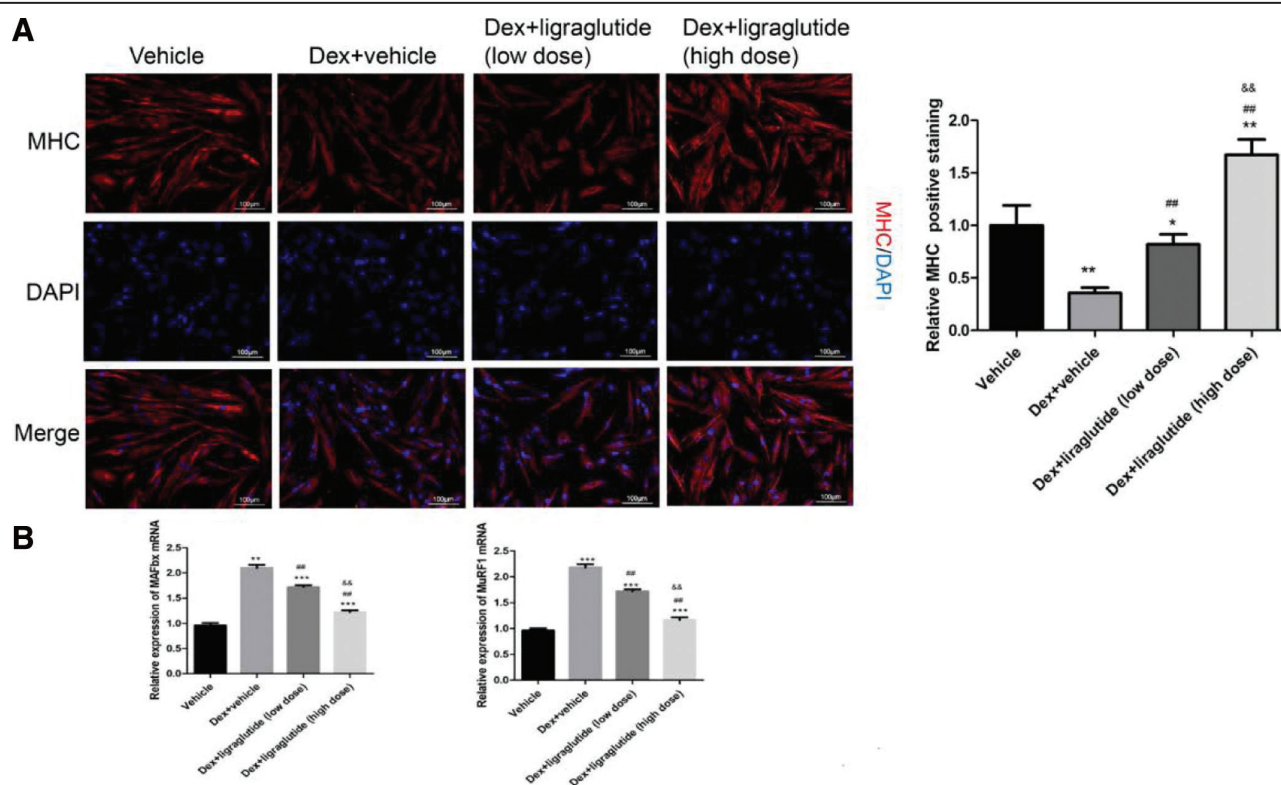 A
Vehicle
Dex+vehicle
Dex+ligraglutide
(low dose)
Dex+ligraglutide
(high dose)
MHC
100μm
100μm
100μm
100μm
DAPI
100μm
100μm
100μm
100μm
Merge
100μm
100μm
100μm
100μm
MHC/DAPI
Relative MHC positive staining
2.0
1.5
1.0
0.5
0.0
**
##
*
&&
##
**
Vehicle
Dex+vehicle
Dex+liraglutide (low dose)
Dex+liraglutide (high dose)
B
Relative expression of MAFbx mRNA
2.5
2.0
1.5
1.0
0.5
0.0
**
##
***
&&
##
***
Vehicle
Dex+vehicle
Dex+ligraglutide (low dose)
Dex+ligraglutide (high dose)
Relative expression of MuRF1 mRNA
2.5
2.0
1.5
1.0
0.5
0.0
***
##
***
&&
##
***
Vehicle
Dex+vehicle
Dex+ligraglutide (low dose)
Dex+ligraglutide (high dose)